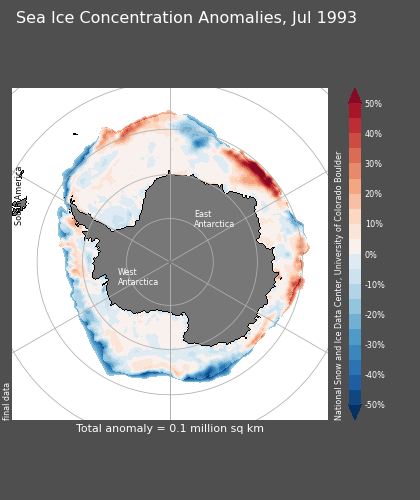 Sea Ice Concentration Anomalies, Jul 1993
South America
East
Antarctica
West
Antarctica
final data
National Snow and Ice Data Center, University of Colorado Boulder
50%
40%
30%
20%
10%
0%
-10%
-20%
-30%
-40%
-50%
Total anomaly = 0.1 million sq km